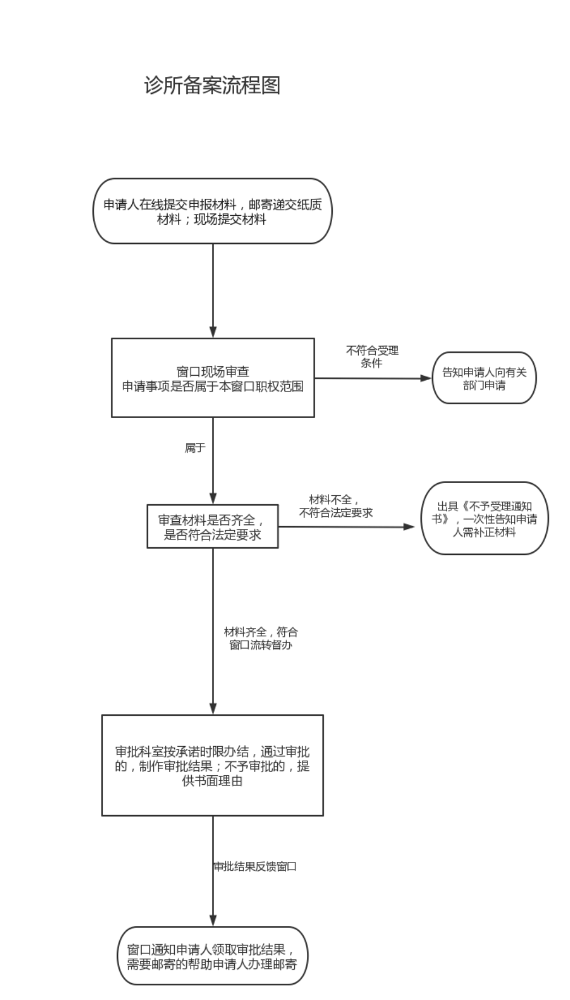 诊所备案流程图
申请人在线提交申报材料，邮寄递交纸质
材料；现场提交材料
窗口现场审查
申请事项是否属于本窗口职权范围
不符合受理
条件
告知申请人向有关
部门申请
属于
审查材料是否齐全，
是否符合法定要求
材料不全，
不符合法定要求
出具《不予受理通知
书》，一次性告知申请
人需补正材料
材料齐全，符合
窗口流转督办
审批科室按承诺时限办结，通过审批
的，制作审批结果；不予审批的，提
供书面理由
审批结果反馈窗口
窗口通知申请人领取审批结果，
需要邮寄的帮助申请人办理邮寄